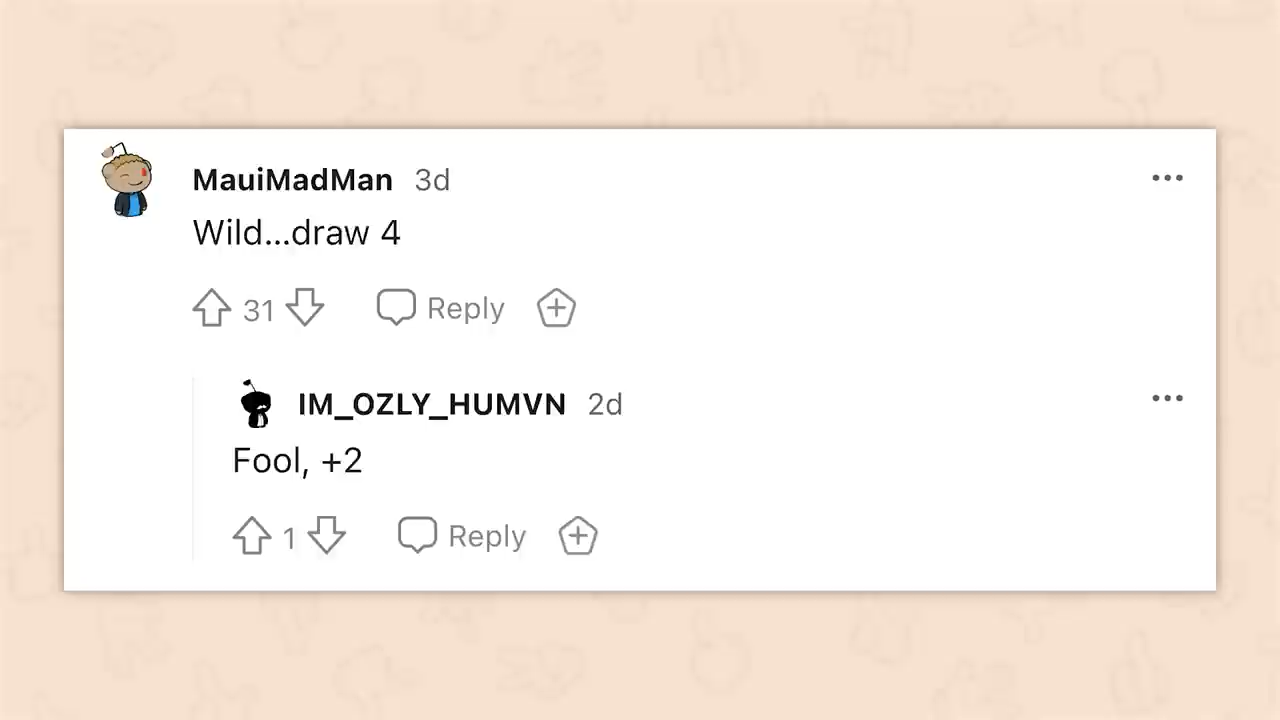 MauiMadMan 3d
Wild...draw 4
31 Reply
IM_OZLY_HUMVN 2d
Fool, +2
1 Reply